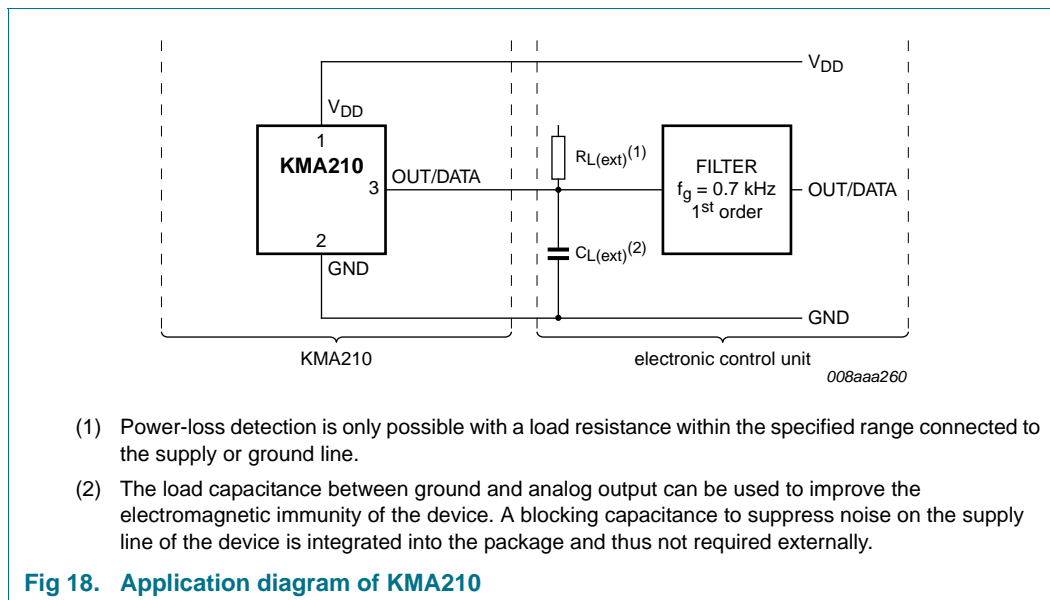 VDD
VDD
1
KMA210
3
OUT/DATA
2
GND
RL(ext)(1)
CL(ext)(2)
FILTER
fg = 0.7 kHz
1st order
OUT/DATA
GND
KMA210
electronic control unit
008aaa260
(1) Power-loss detection is only possible with a load resistance within the specified range connected to
the supply or ground line.
(2) The load capacitance between ground and analog output can be used to improve the
electromagnetic immunity of the device. A blocking capacitance to suppress noise on the supply
line of the device is integrated into the package and thus not required externally.
Fig 18. Application diagram of KMA210